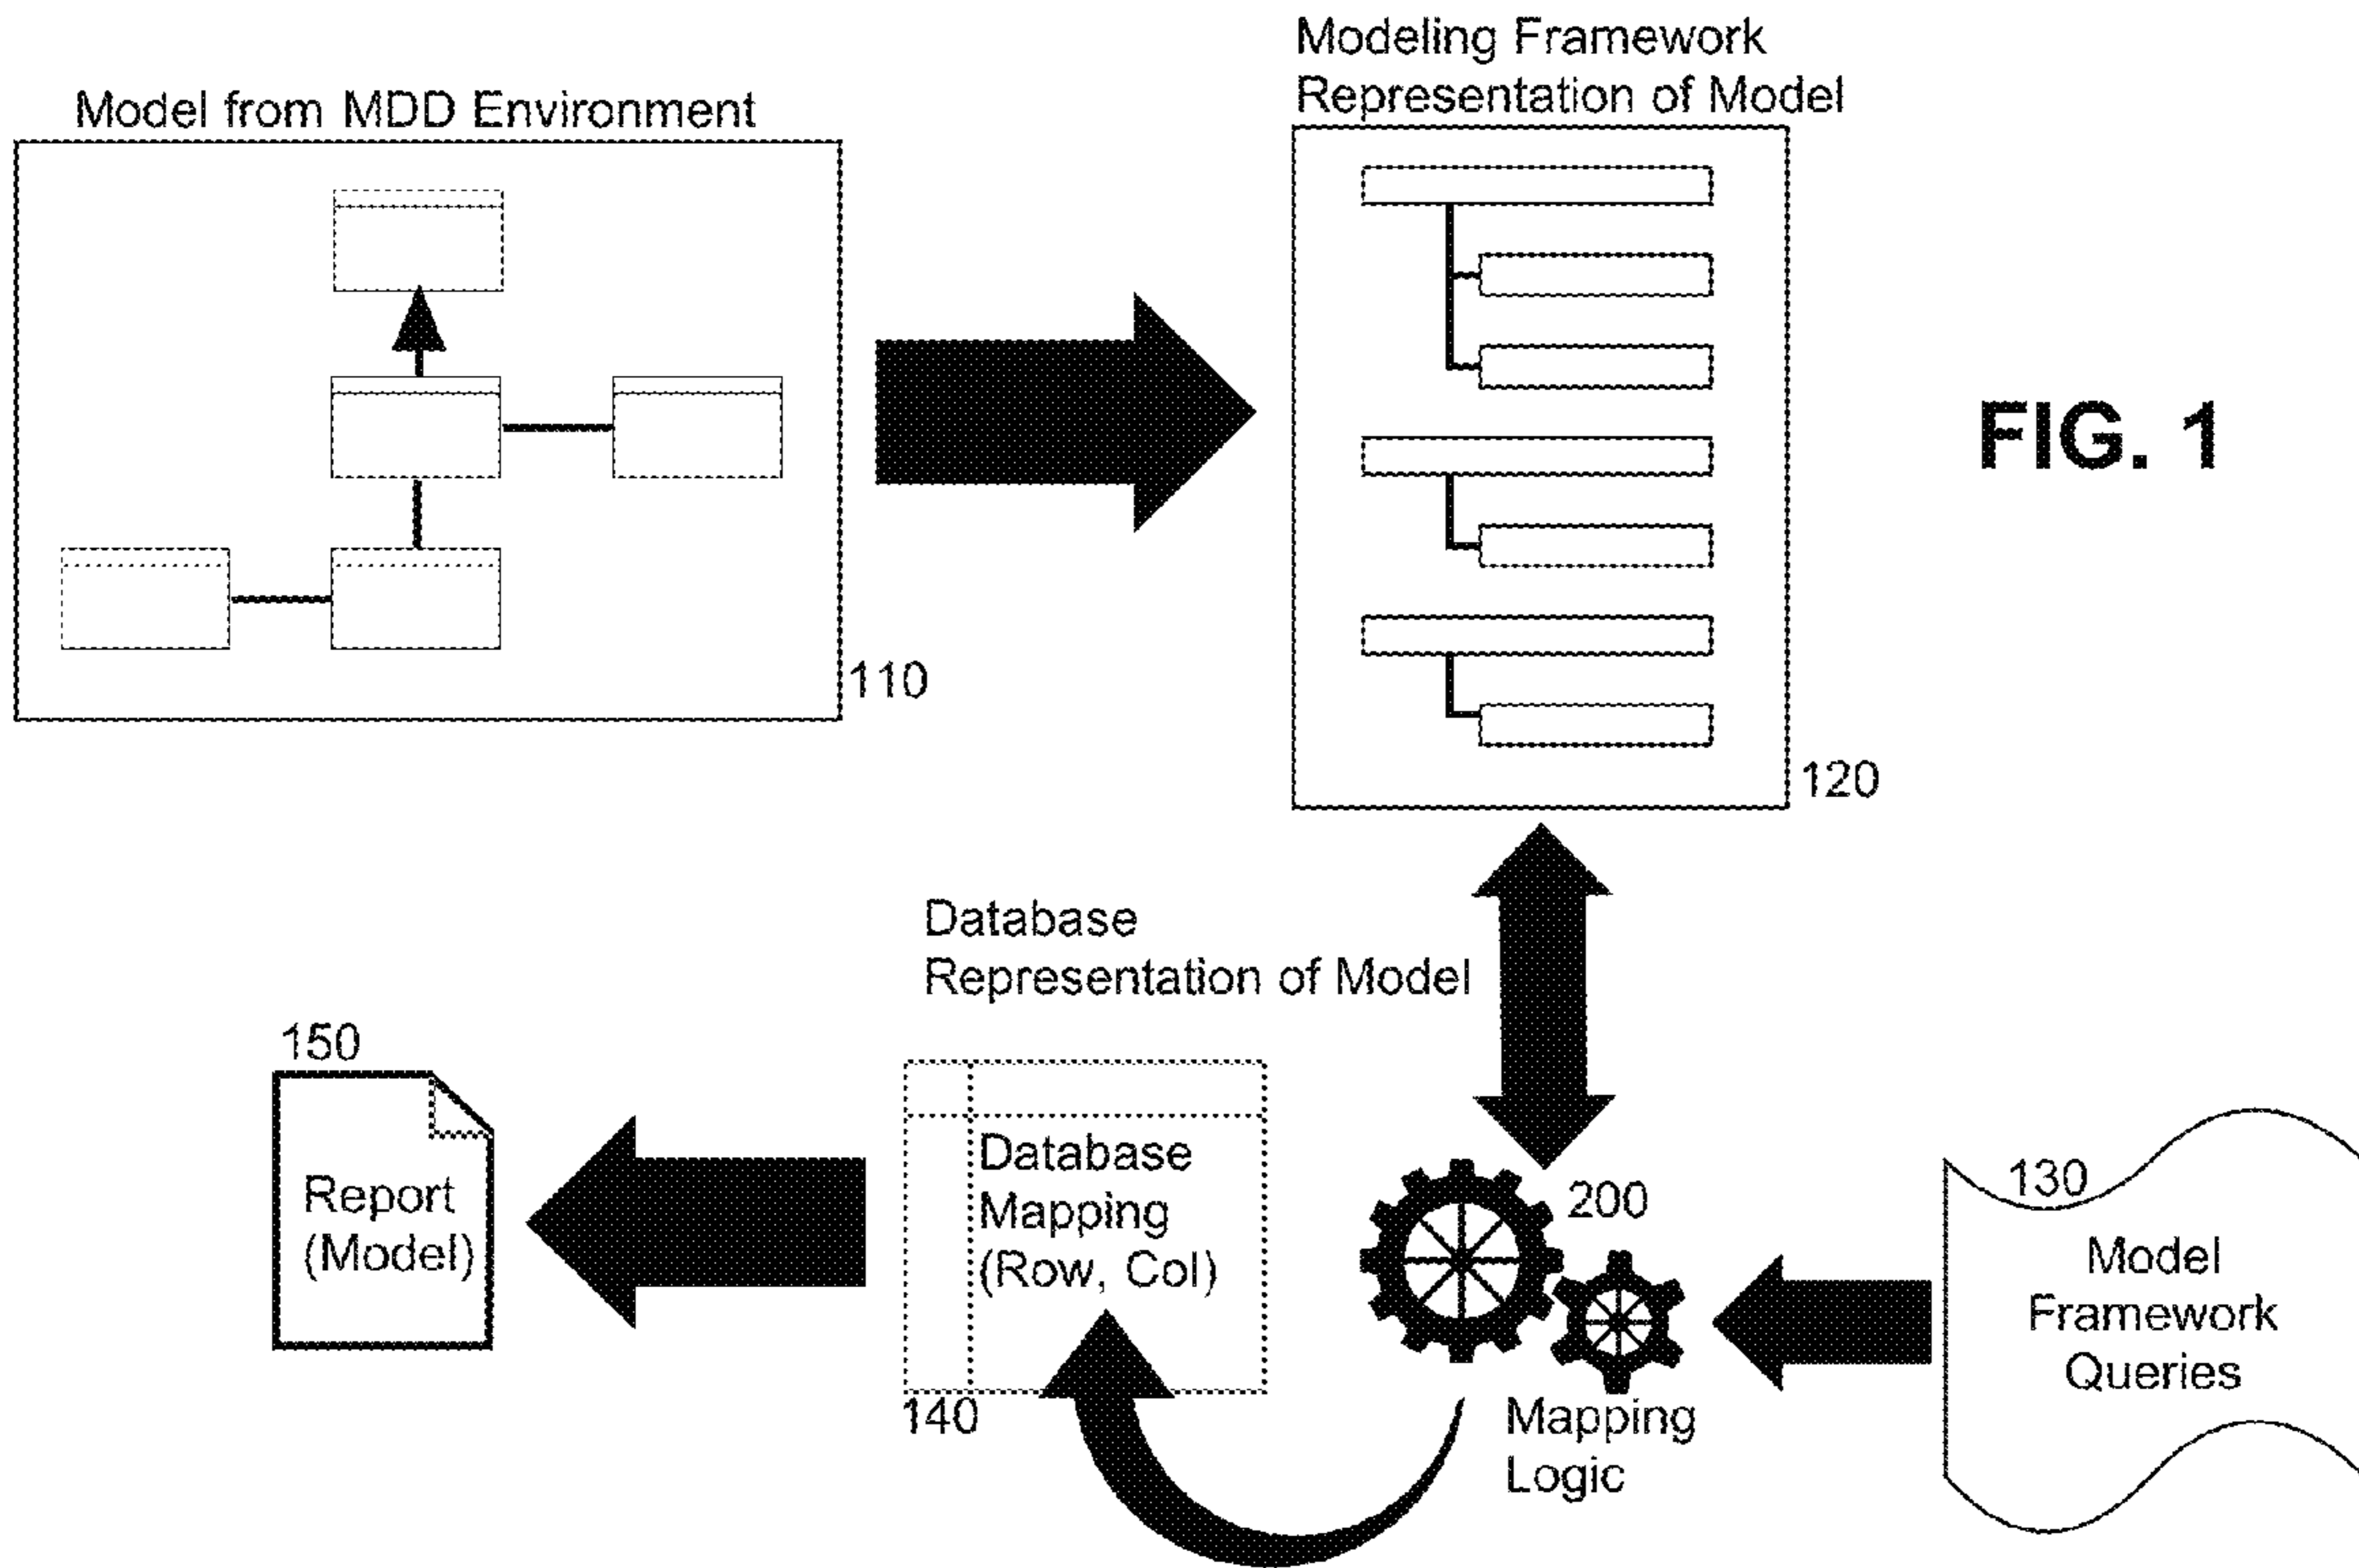 Modeling Framework
Representation of Model
Model from MDD Environment
FIG. 1
110
120
Database
Representation of Model
150
Report
(Model)
Database
Mapping
(Row, Col)
140
200
Mapping
Logic
130
Model
Framework
Queries